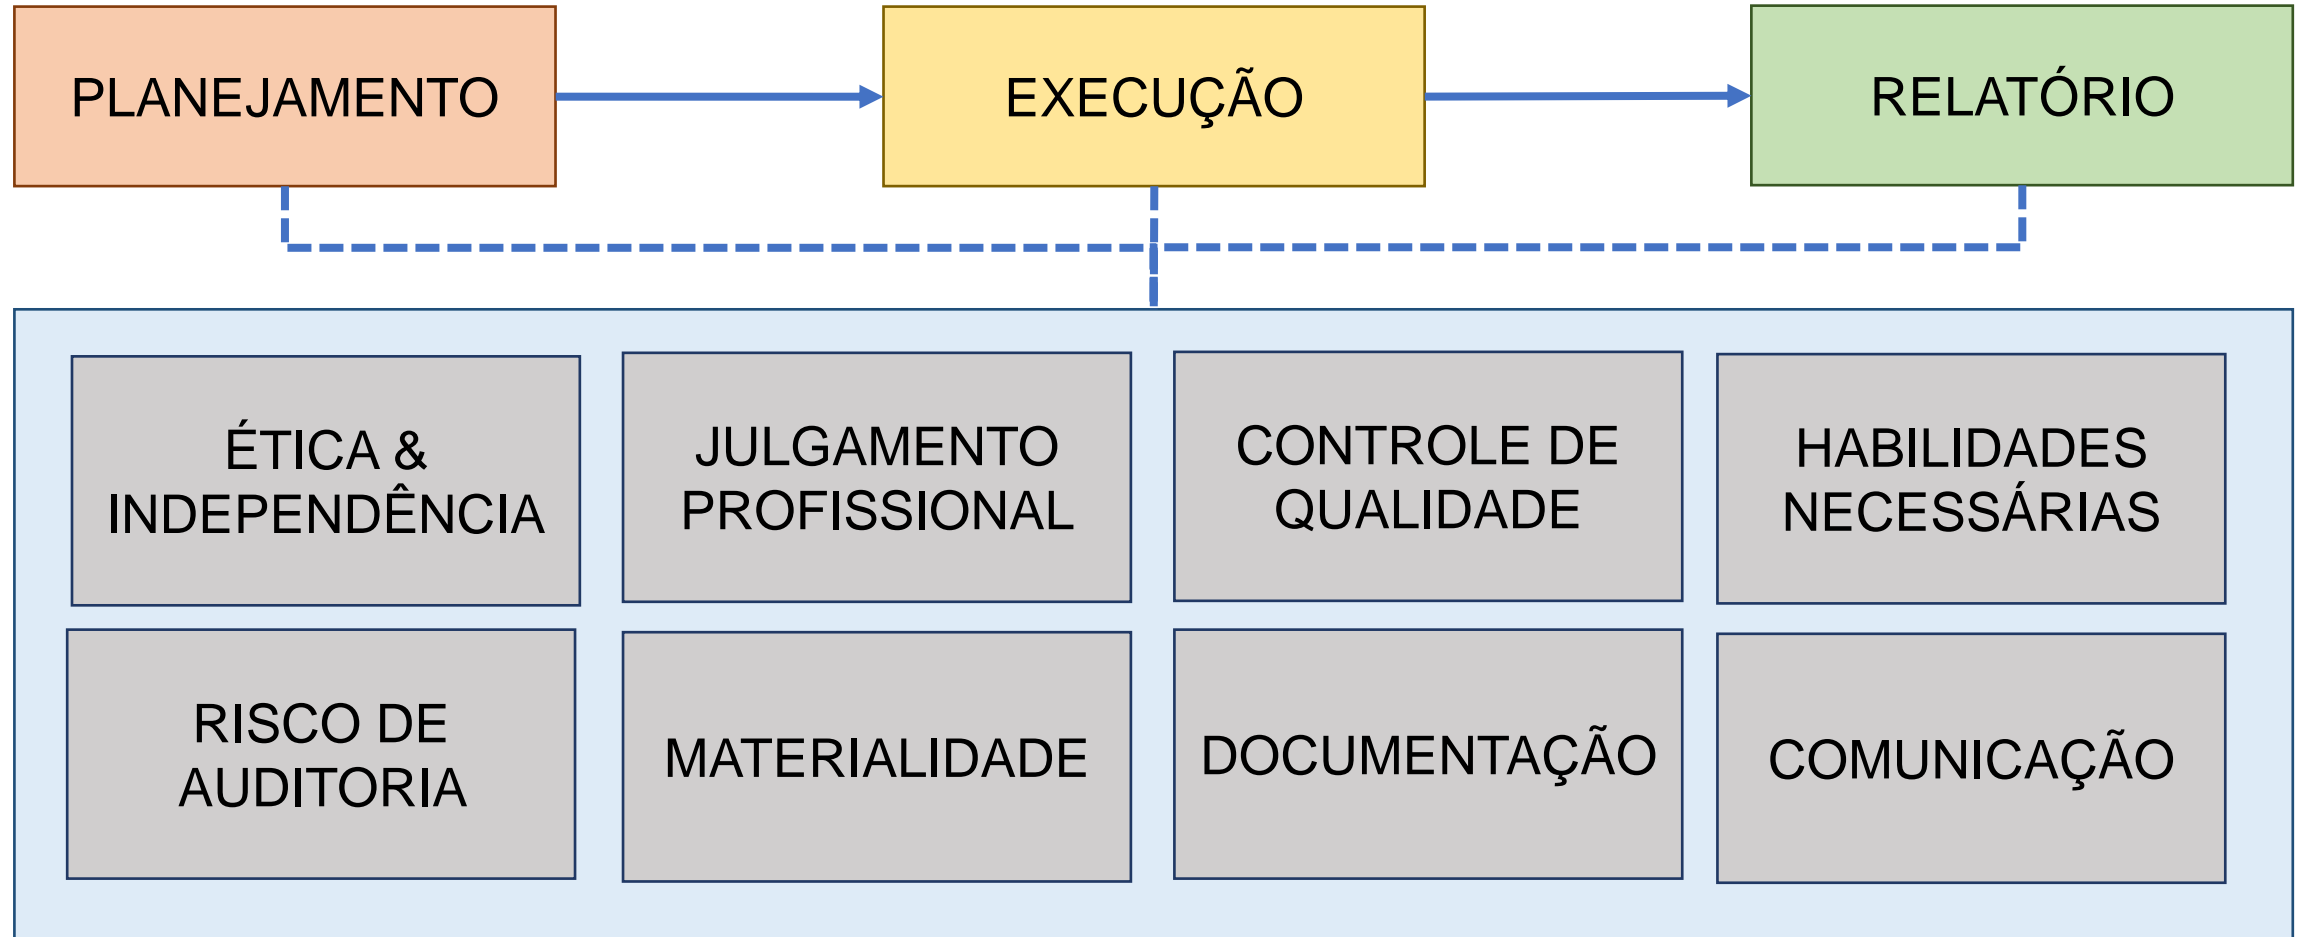 PLANEJAMENTO
EXECUÇÃO
RELATÓRIO
ÉTICA &
INDEPENDÊNCIA
JULGAMENTO
PROFISSIONAL
CONTROLE DE
QUALIDADE
HABILIDADES
NECESSÁRIAS
RISCO DE
AUDITORIA
MATERIALIDADE
DOCUMENTAÇÃO
COMUNICAÇÃO